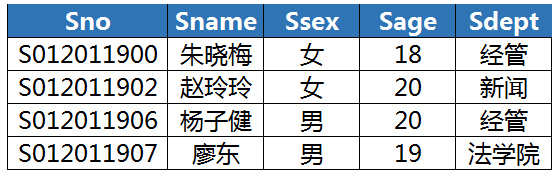 Sno Sname Ssex Sage Sdept
S012011900 朱晓梅 女 18 经管
S012011902 赵玲玲 女 20 新闻
S012011906 杨子健 男 20 经管
S012011907 廖东 男 19 法学院